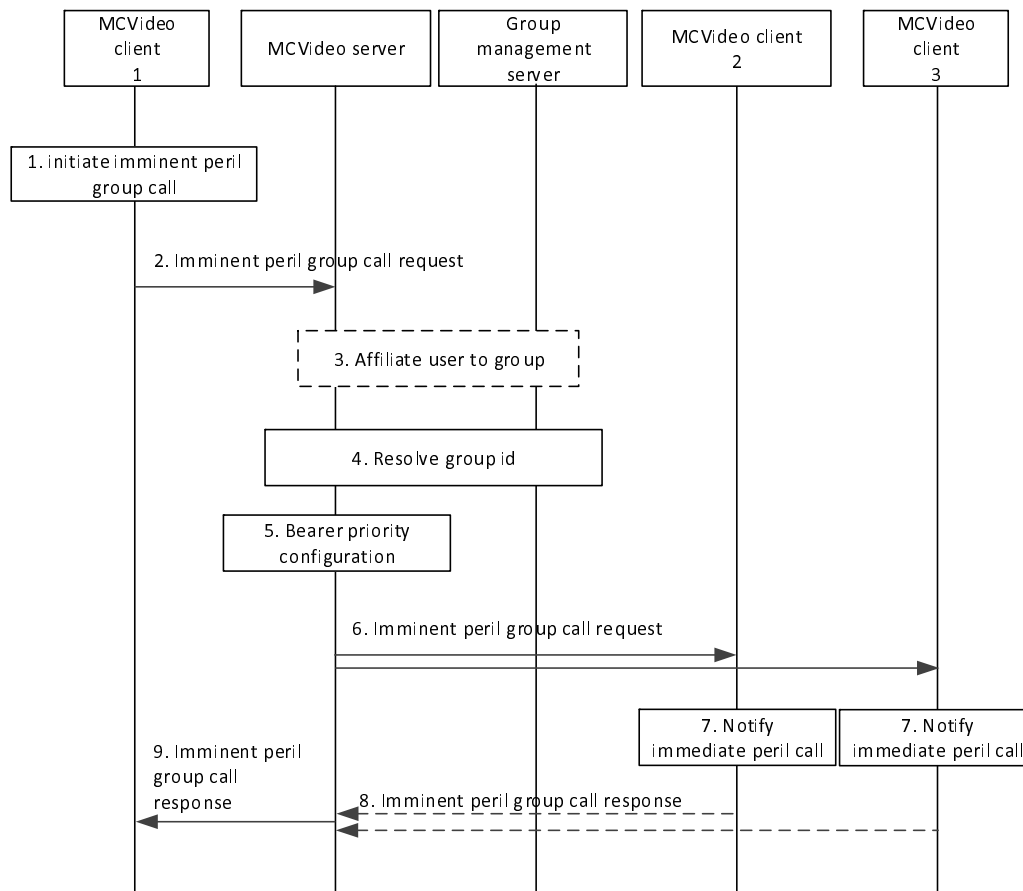 MCVideo
client
1
MCVideo server
Group
management
server
MCVideo client
2
MCVideo
client
3
1. initiate imminent peril
group call
2. Imminent peril group call request
3. Affiliate user to group
4. Resolve group id
5. Bearer priority
configuration
6. Imminent peril group call request
7. Notify
immediate peril call
7. Notify
immediate peril call
9. Imminent peril
group call
response
8. Imminent peril group call response